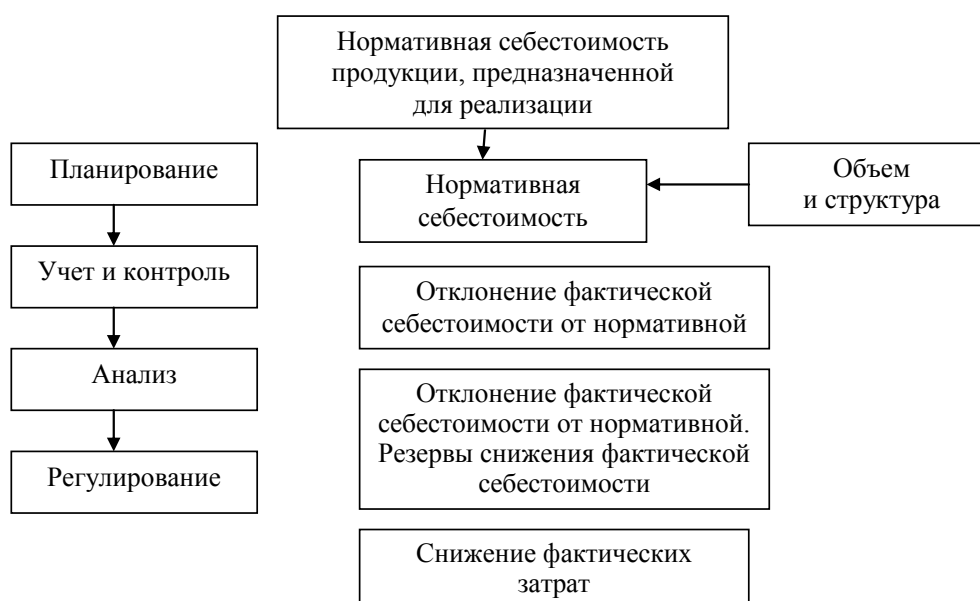 Нормативная себестоимость
продукции, предназначенной
для реализации
Планирование
Нормативная
себестоимость
Объем
и структура
Учет и контроль
Отклонение фактической
себестоимости от нормативной
Анализ
Отклонение фактической
себестоимости от нормативной.
Резервы снижения фактической
себестоимости
Регулирование
Снижение фактических
затрат